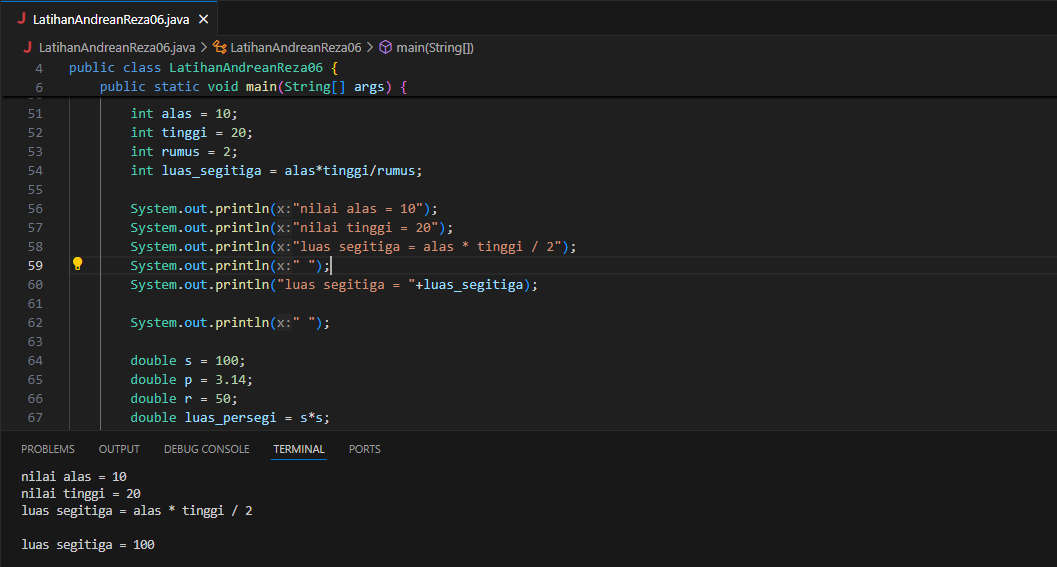 J LatihanAndreanReza06.java ×
J LatihanAndreanReza06.java > LatihanAndreanReza06 > main(String[])
4 public class LatihanAndreanReza06 {
6 public static void main(String[] args) {
51 int alas = 10;
52 int tinggi = 20;
53 int rumus = 2;
54 int luas_segitiga = alas*tinggi/rumus;
55
56 System.out.println(x:"nilai alas = 10");
57 System.out.println(x:"nilai tinggi = 20");
58 System.out.println(x:"luas segitiga = alas * tinggi / 2");
59 System.out.println(x:" ");
60 System.out.println("luas segitiga = "+luas_segitiga);
61
62 System.out.println(x:" ");
63
64 double s = 100;
65 double p = 3.14;
66 double r = 50;
67 double luas_persegi = s*s;
PROBLEMS OUTPUT DEBUG CONSOLE TERMINAL PORTS
nilai alas = 10
nilai tinggi = 20
luas segitiga = alas * tinggi / 2
luas segitiga = 100